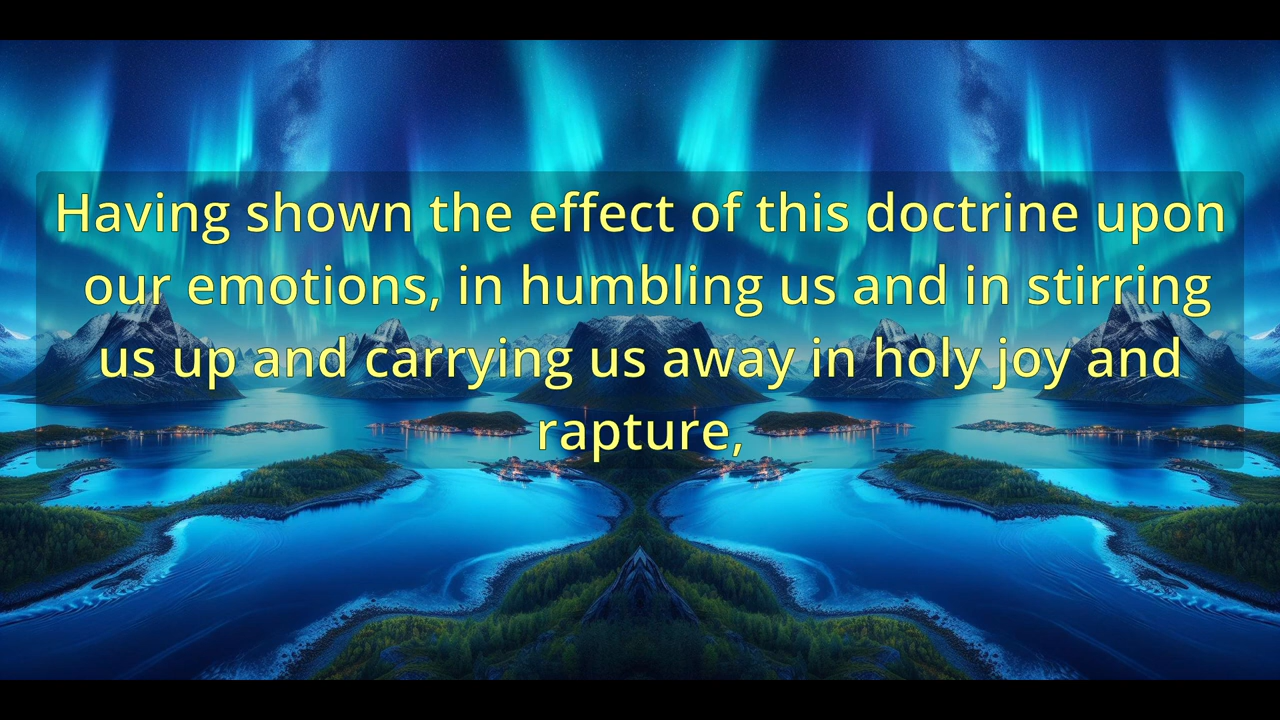 Having shown the effect of this doctrine upon
our emotions, in humbling us and in stirring
us up and carrying us away in holy joy and
rapture,